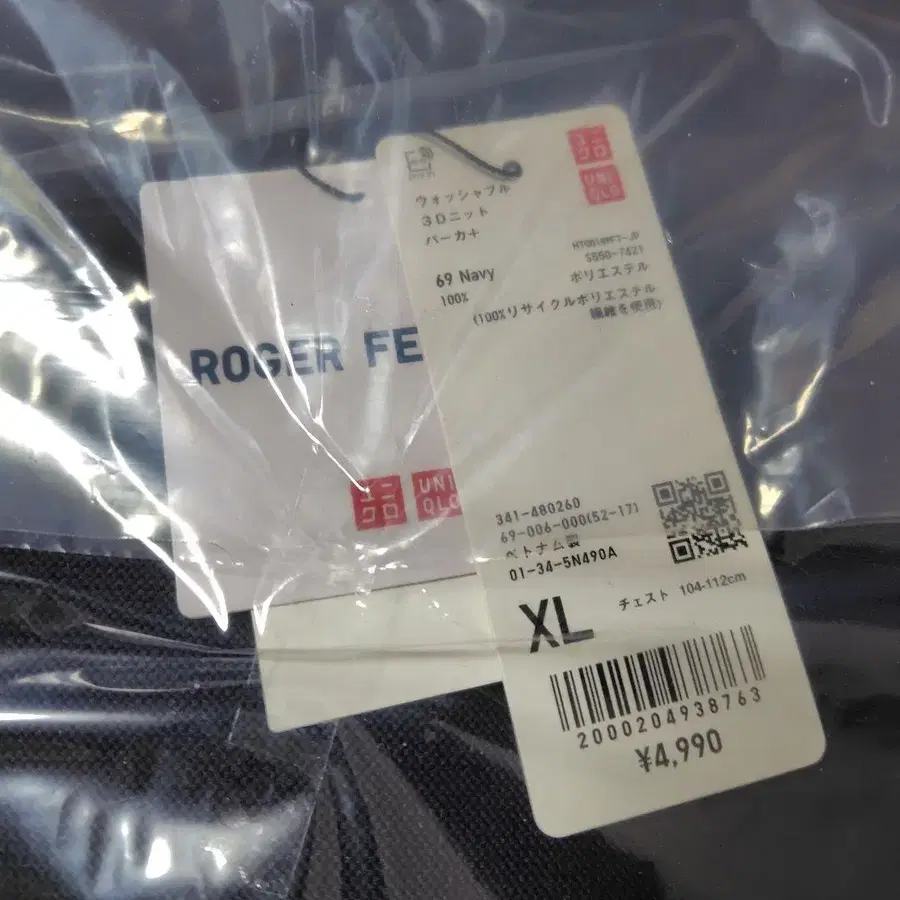 ROGER FE
ユニ
クロ
UNI
QLO
ウォッシャブル
3Dニット
パーカ+
ユニ
クロ
UNI
QLO
69 Navy
SS50-7421
100%
ポリエステル
(100%リサイクルポリエステル
繊維を使用)
341-480260
69-006-000(52-17)
ベトナム製
01-34-5N490A
XL チェスト 104-112cm
2000204938763
¥4,990